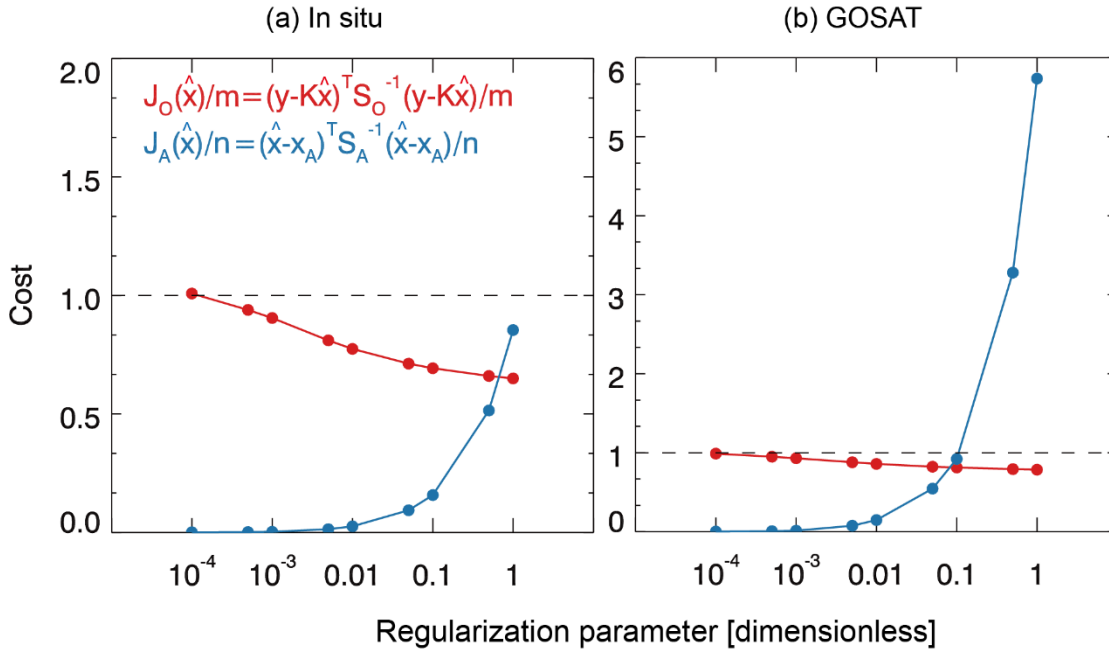 (a) In situ
(b) GOSAT
J_O(x̂)/m=(y-Kx̂)^T S_O^-1 (y-Kx̂)/m
J_A(x̂)/n=(x̂-x_A)^T S_A^-1 (x̂-x_A)/n
Cost
2.0
1.5
1.0
0.5
0.0
10^-4 10^-3 0.01 0.1 1
6
5
4
3
2
1
0
10^-4 10^-3 0.01 0.1 1
Regularization parameter [dimensionless]